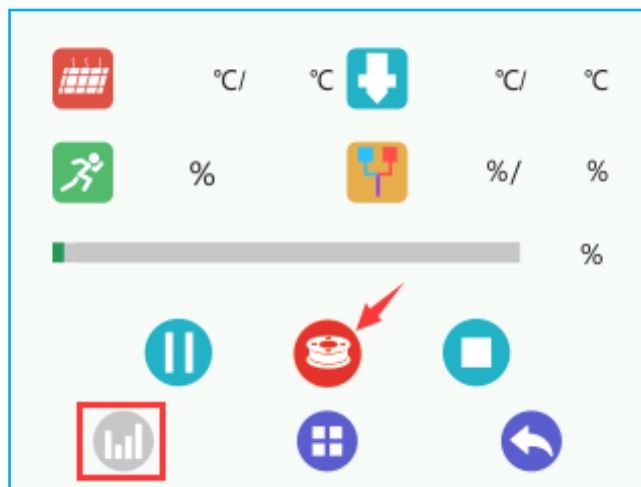 ℃/ ℃ ℃/ ℃
% %/ %
%